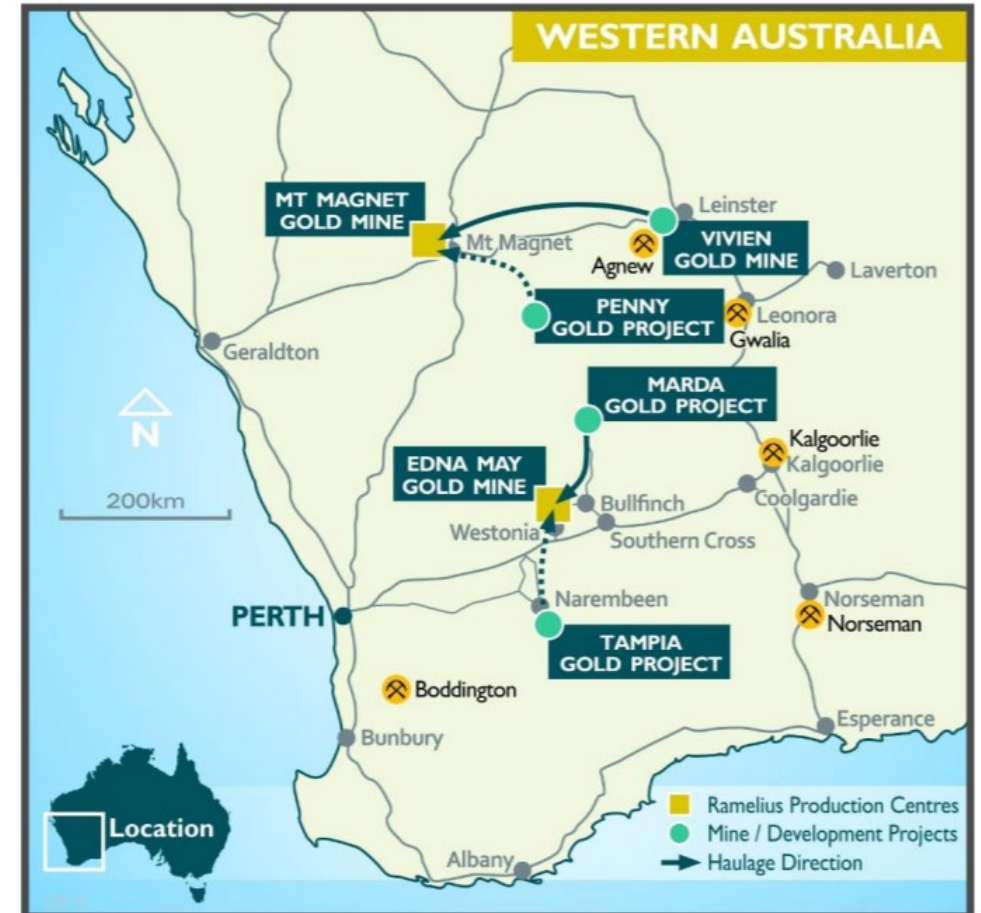 WESTERN AUSTRALIA
MT MAGNET
GOLD MINE
Mt Magnet
Leinster
VIVIEN
GOLD MINE
Agnew
Laverton
PENNY
GOLD PROJECT
Leonora
Gwalia
Geraldton
MARDA
GOLD PROJECT
N
200km
EDNA MAY
GOLD MINE
Kalgoorlie
Kalgoorlie
Coolgardie
Bullfinch
Westonia
Southern Cross
PERTH
Narembeen
Norseman
Norseman
TAMPIA
GOLD PROJECT
Boddington
Bunbury
Esperance
Location
Albany
Ramelius Production Centres
Mine / Development Projects
Haulage Direction